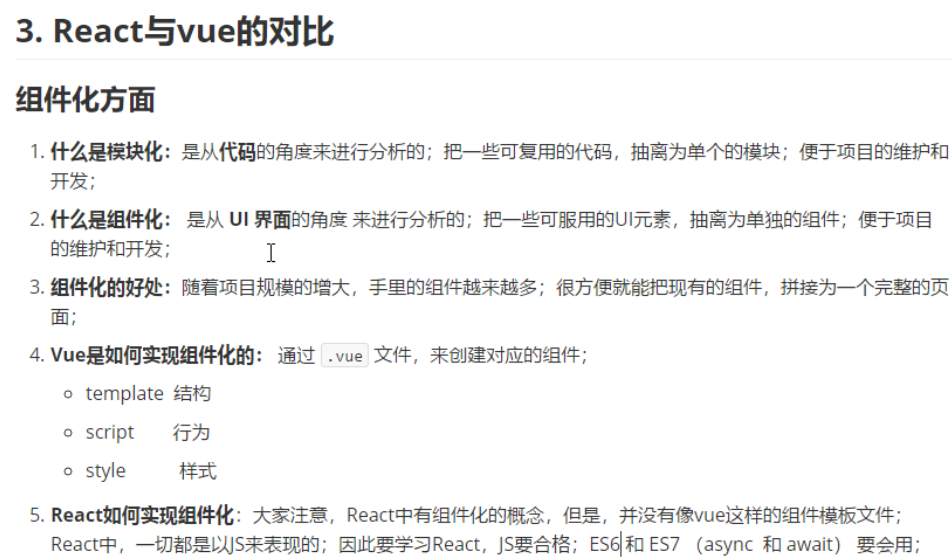 3. React与vue的对比
组件化方面
1. 什么是模块化：是从代码的角度来进行分析的；把一些可复用的代码，抽离为单个的模块；便于项目的维护和
开发；
2. 什么是组件化： 是从 UI 界面的角度 来进行分析的；把一些可服用的UI元素，抽离为单独的组件；便于项目
的维护和开发；
3. 组件化的好处：随着项目规模的增大，手里的组件越来越多；很方便就能把现有的组件，拼接为一个完整的页
面；
4. Vue是如何实现组件化的： 通过 .vue 文件，来创建对应的组件；
template 结构
script 行为
style 样式
5. React如何实现组件化：大家注意，React中有组件化的概念，但是，并没有像vue这样的组件模板文件；
React中，一切都是以JS来表现的；因此要学习React，JS要合格；ES6 和 ES7 （async 和 await） 要会用；